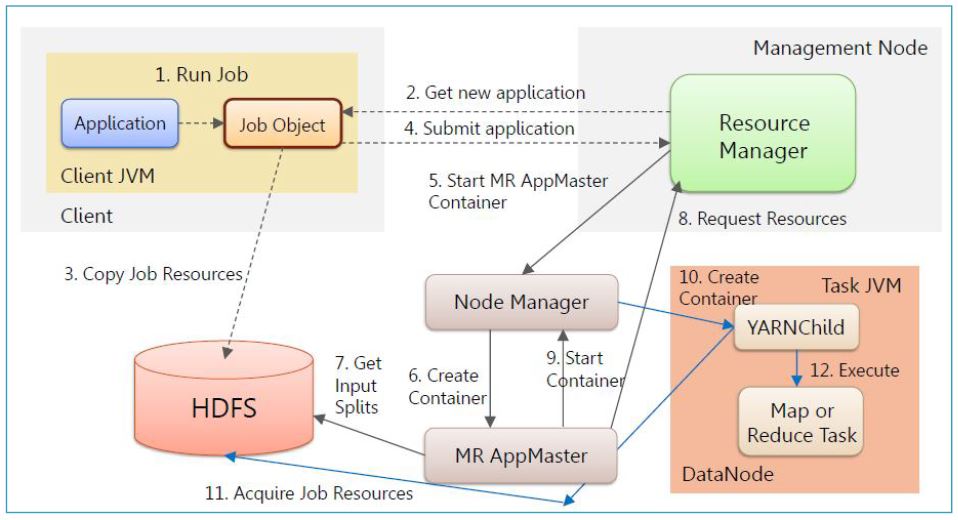 Management Node
1. Run Job
Application
Job Object
Client JVM
Client
2. Get new application
4. Submit application
Resource
Manager
5. Start MR AppMaster
Container
8. Request Resources
3. Copy Job Resources
Node Manager
10. Create
Container
Task JVM
YARNChild
12. Execute
Map or
Reduce Task
DataNode
7. Get
Input
Splits
6. Create
Container
9. Start
Container
HDFS
MR AppMaster
11. Acquire Job Resources